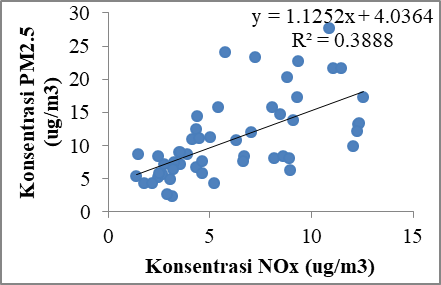 y = 1.1252x + 4.0364
R² = 0.3888
Konsentrasi PM2.5
(ug/m3)
30
25
20
15
10
5
0
0 5 10 15
Konsentrasi NOx (ug/m3)